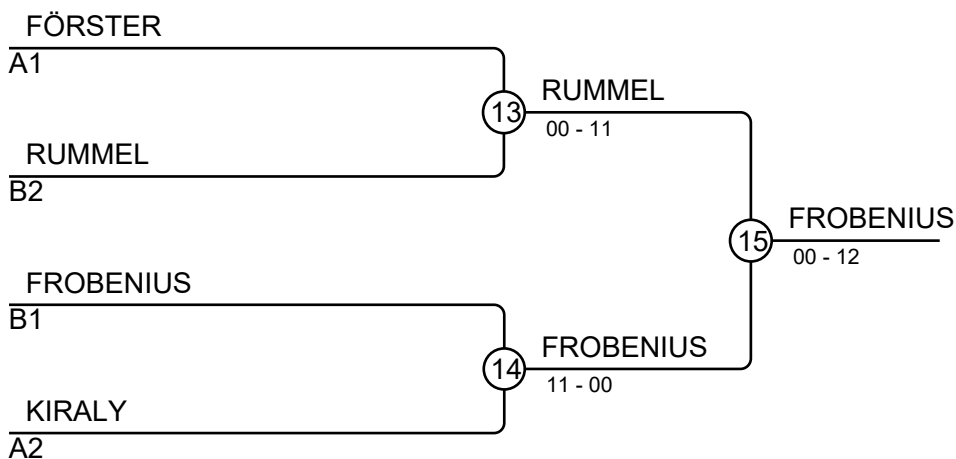 FÖRSTER
A1
13
RUMMEL
00 - 11
RUMMEL
B2
15
FROBENIUS
00 - 12
FROBENIUS
B1
14
FROBENIUS
11 - 00
KIRALY
A2